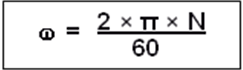 ω = 2 × π × N / 60